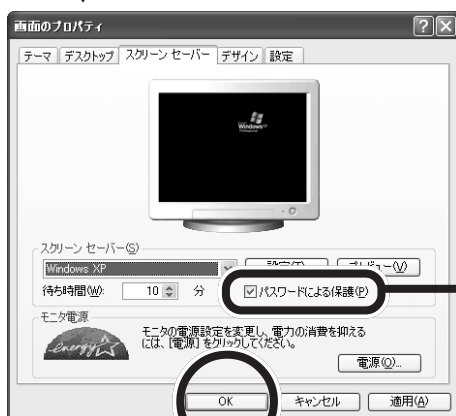 画面のプロパティ
テーマ デスクトップ スクリーン セーバー デザイン 設定
Windows XP
スクリーン セーバー(S)
Windows XP
設定(T) プレビュー(V)
待ち時間(W): 10 分 パスワードによる保護(P)
モニタ電源
energy
モニタの電源設定を変更し、電力の消費を抑える
には、[電源] をクリックしてください。
電源(O)...
OK キャンセル 適用(A)